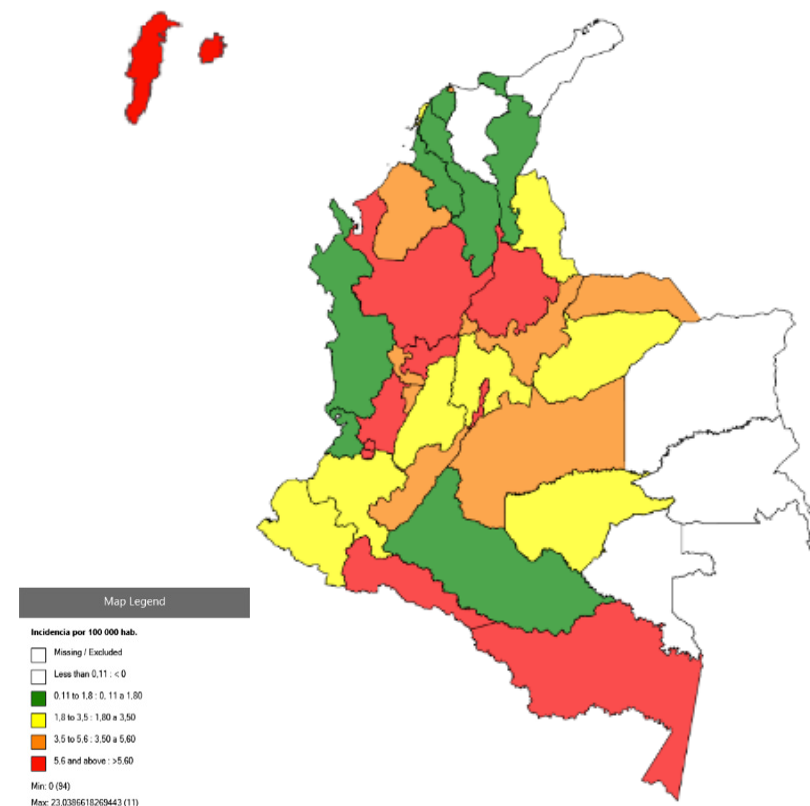 Map Legend
Incidencia por 100 000 hab.
Missing / Excluded
Less than 0,11 : < 0
0,11 to 1,8 : 0, 11 a 1,80
1,8 to 3,5 : 1,80 a 3,50
3,5 to 5,6 : 3,50 a 5,60
5,6 and above : >5,60
Min: 0 (94)
Max: 23,0386618269443 (11)